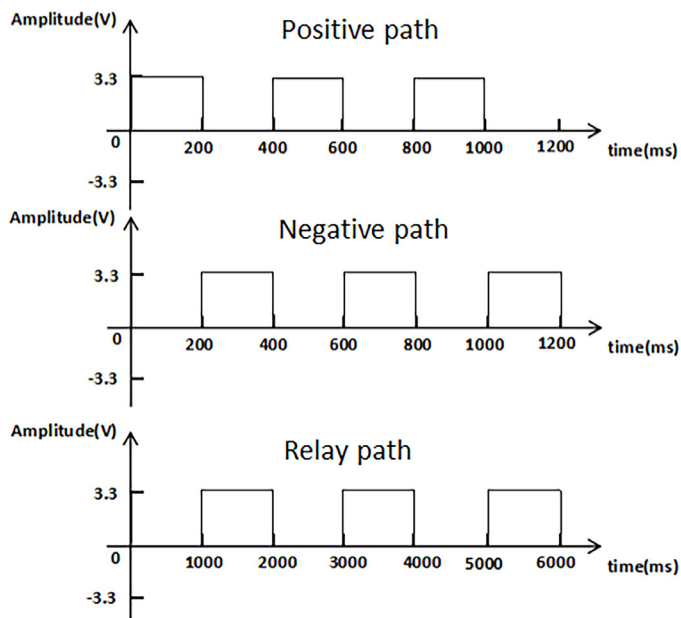 Amplitude(V)
Positive path
3.3
0
200 400 600 800 1000 1200 time(ms)
-3.3
Amplitude(V)
Negative path
3.3
0
200 400 600 800 1000 1200 time(ms)
-3.3
Amplitude(V)
Relay path
3.3
0
1000 2000 3000 4000 5000 6000 time(ms)
-3.3